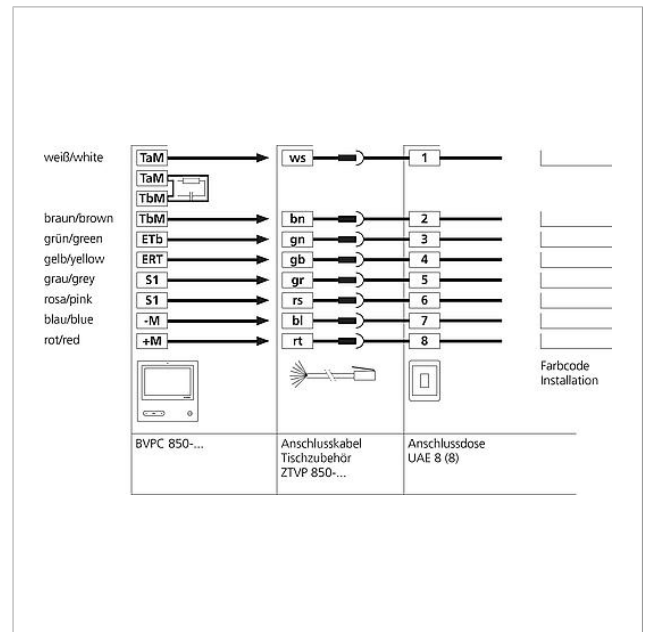 weiß/white TaM ws 1
TaM
TbM
braun/brown TbM bn 2
grün/green ETb gn 3
gelb/yellow ERT gb 4
grau/grey S1 gr 5
rosa/pink S1 rs 6
blau/blue -M bl 7
rot/red +M rt 8
Farbcode
Installation
BVPC 850-...
Anschlusskabel
Tischzubehör
ZTVP 850-...
Anschlussdose
UAE 8 (8)